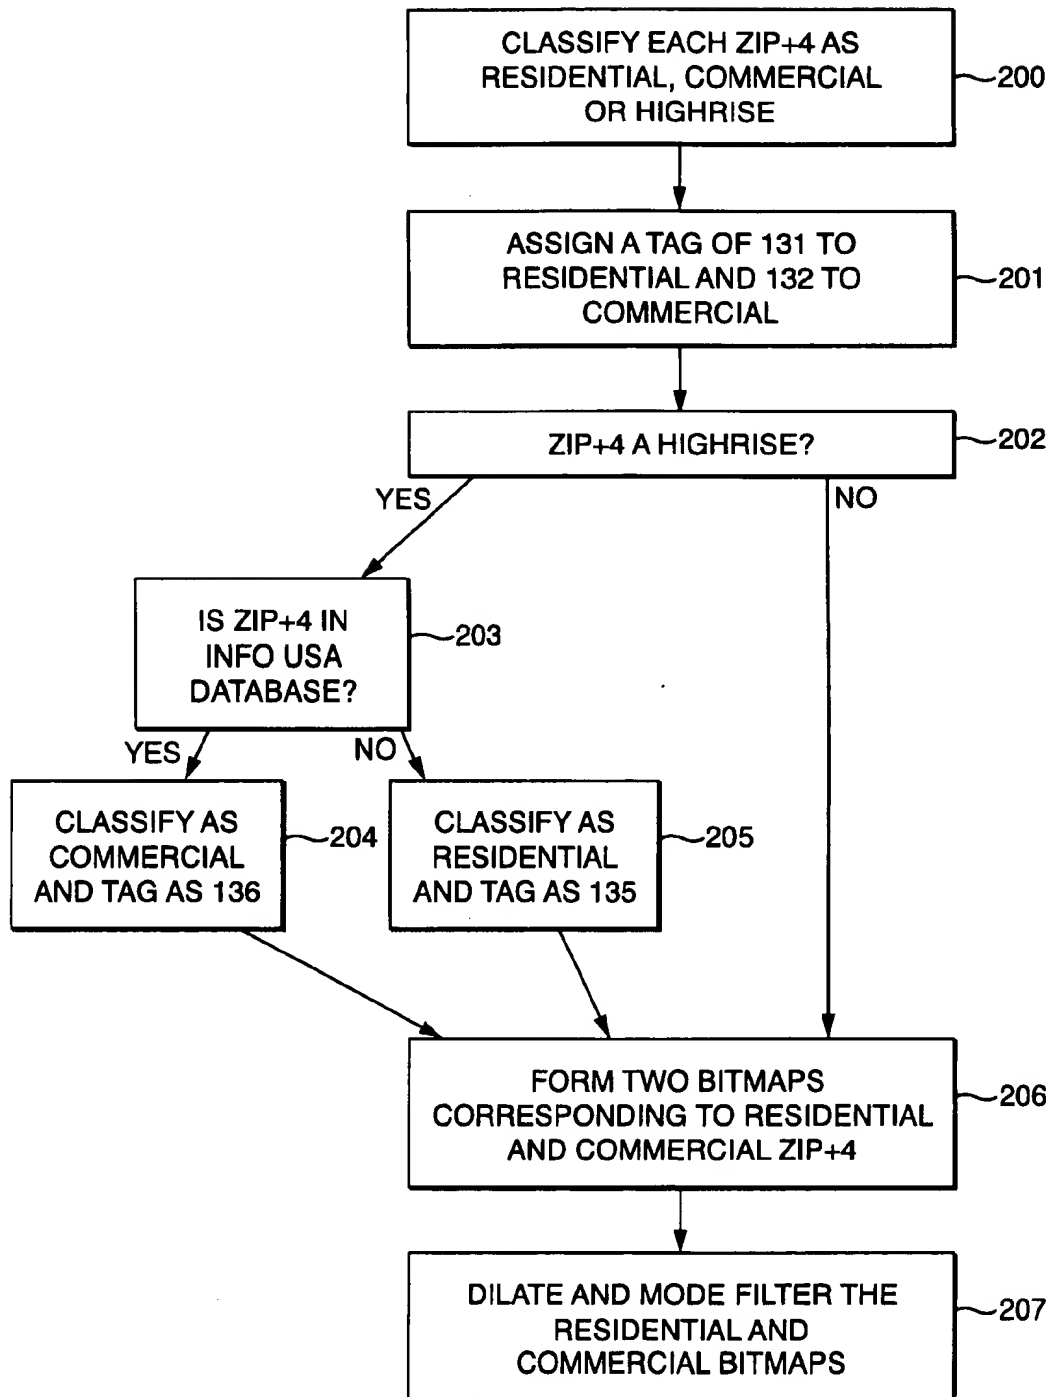 CLASSIFY EACH ZIP+4 AS
RESIDENTIAL, COMMERCIAL
OR HIGHRISE
200
ASSIGN A TAG OF 131 TO
RESIDENTIAL AND 132 TO
COMMERCIAL
201
ZIP+4 A HIGHRISE?
202
YES
NO
IS ZIP+4 IN
INFO USA
DATABASE?
203
YES
NO
CLASSIFY AS
COMMERCIAL
AND TAG AS 136
204
CLASSIFY AS
RESIDENTIAL
AND TAG AS 135
205
FORM TWO BITMAPS
CORRESPONDING TO RESIDENTIAL
AND COMMERCIAL ZIP+4
206
DILATE AND MODE FILTER THE
RESIDENTIAL AND
COMMERCIAL BITMAPS
207